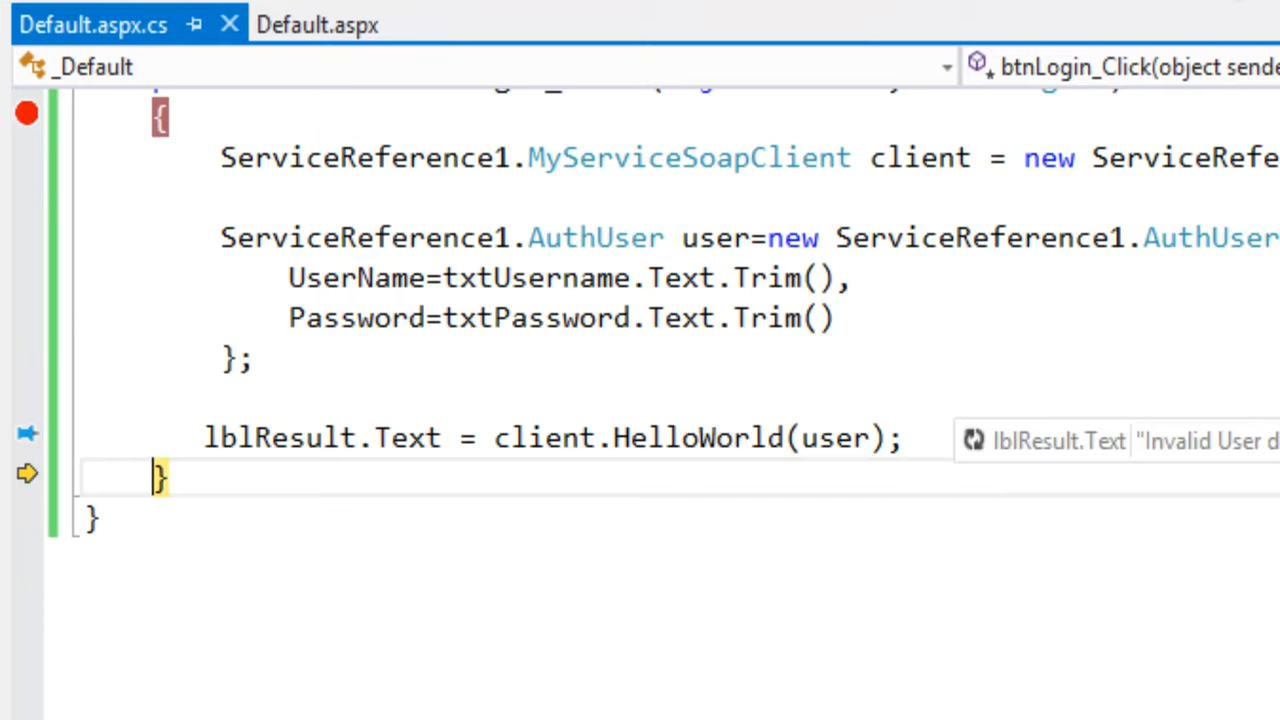 Default.aspx.cs Default.aspx
_Default btnLogin_Click(object sende
{
ServiceReference1.MyServiceSoapClient client = new ServiceRefe
ServiceReference1.AuthUser user=new ServiceReference1.AuthUser
UserName=txtUsername.Text.Trim(),
Password=txtPassword.Text.Trim()
};
lblResult.Text = client.HelloWorld(user); lblResult.Text "Invalid User d
}
}